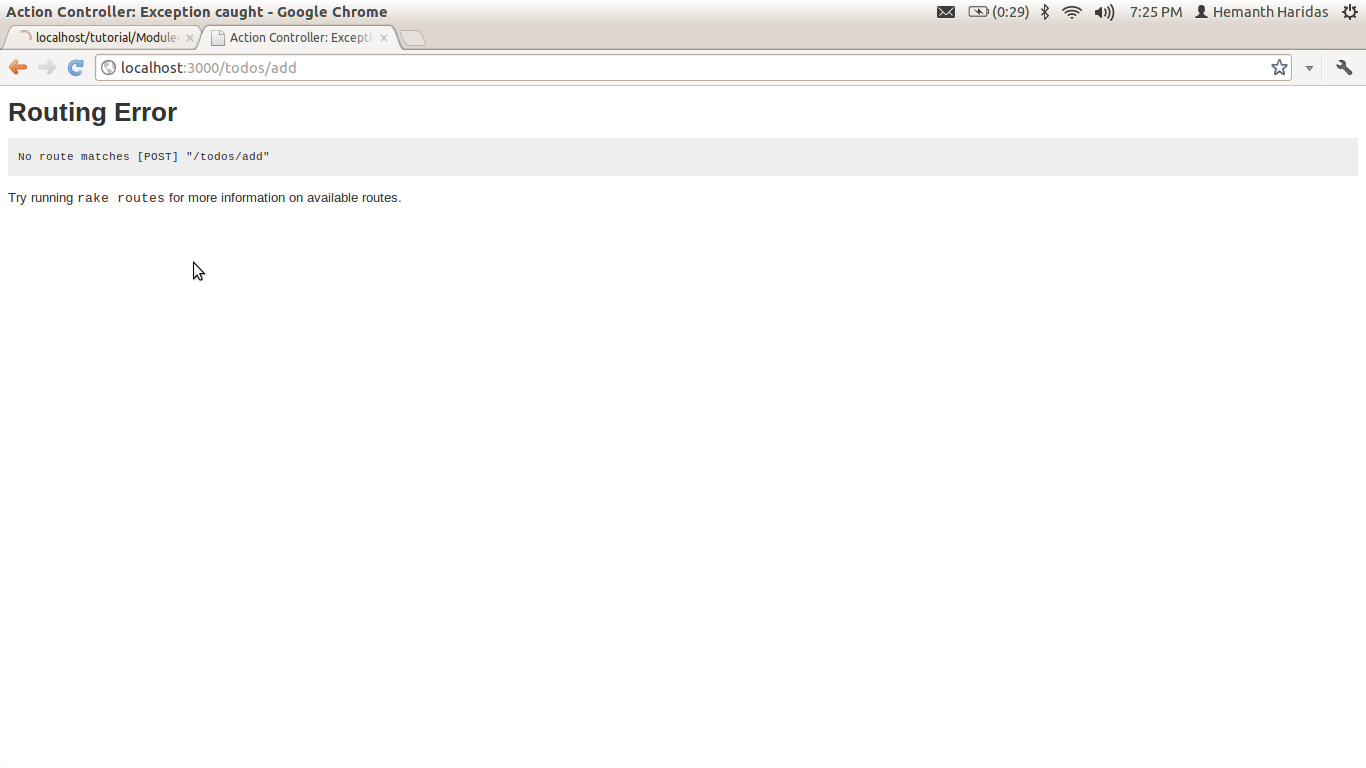 Action Controller: Exception caught - Google Chrome
(0:29)
7:25 PM
Hemanth Haridas
localhost/tutorial/Module
Action Controller: Excepti
localhost:3000/todos/add
Routing Error
No route matches [POST] "/todos/add"
Try running rake routes for more information on available routes.